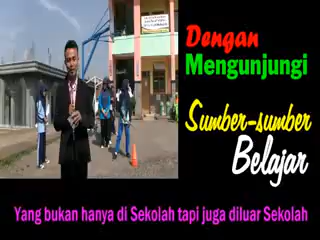 Dengan
Mengunjungi
Sumber-sumber
Belajar
Yang bukan hanya di Sekolah tapi juga diluar Sekolah